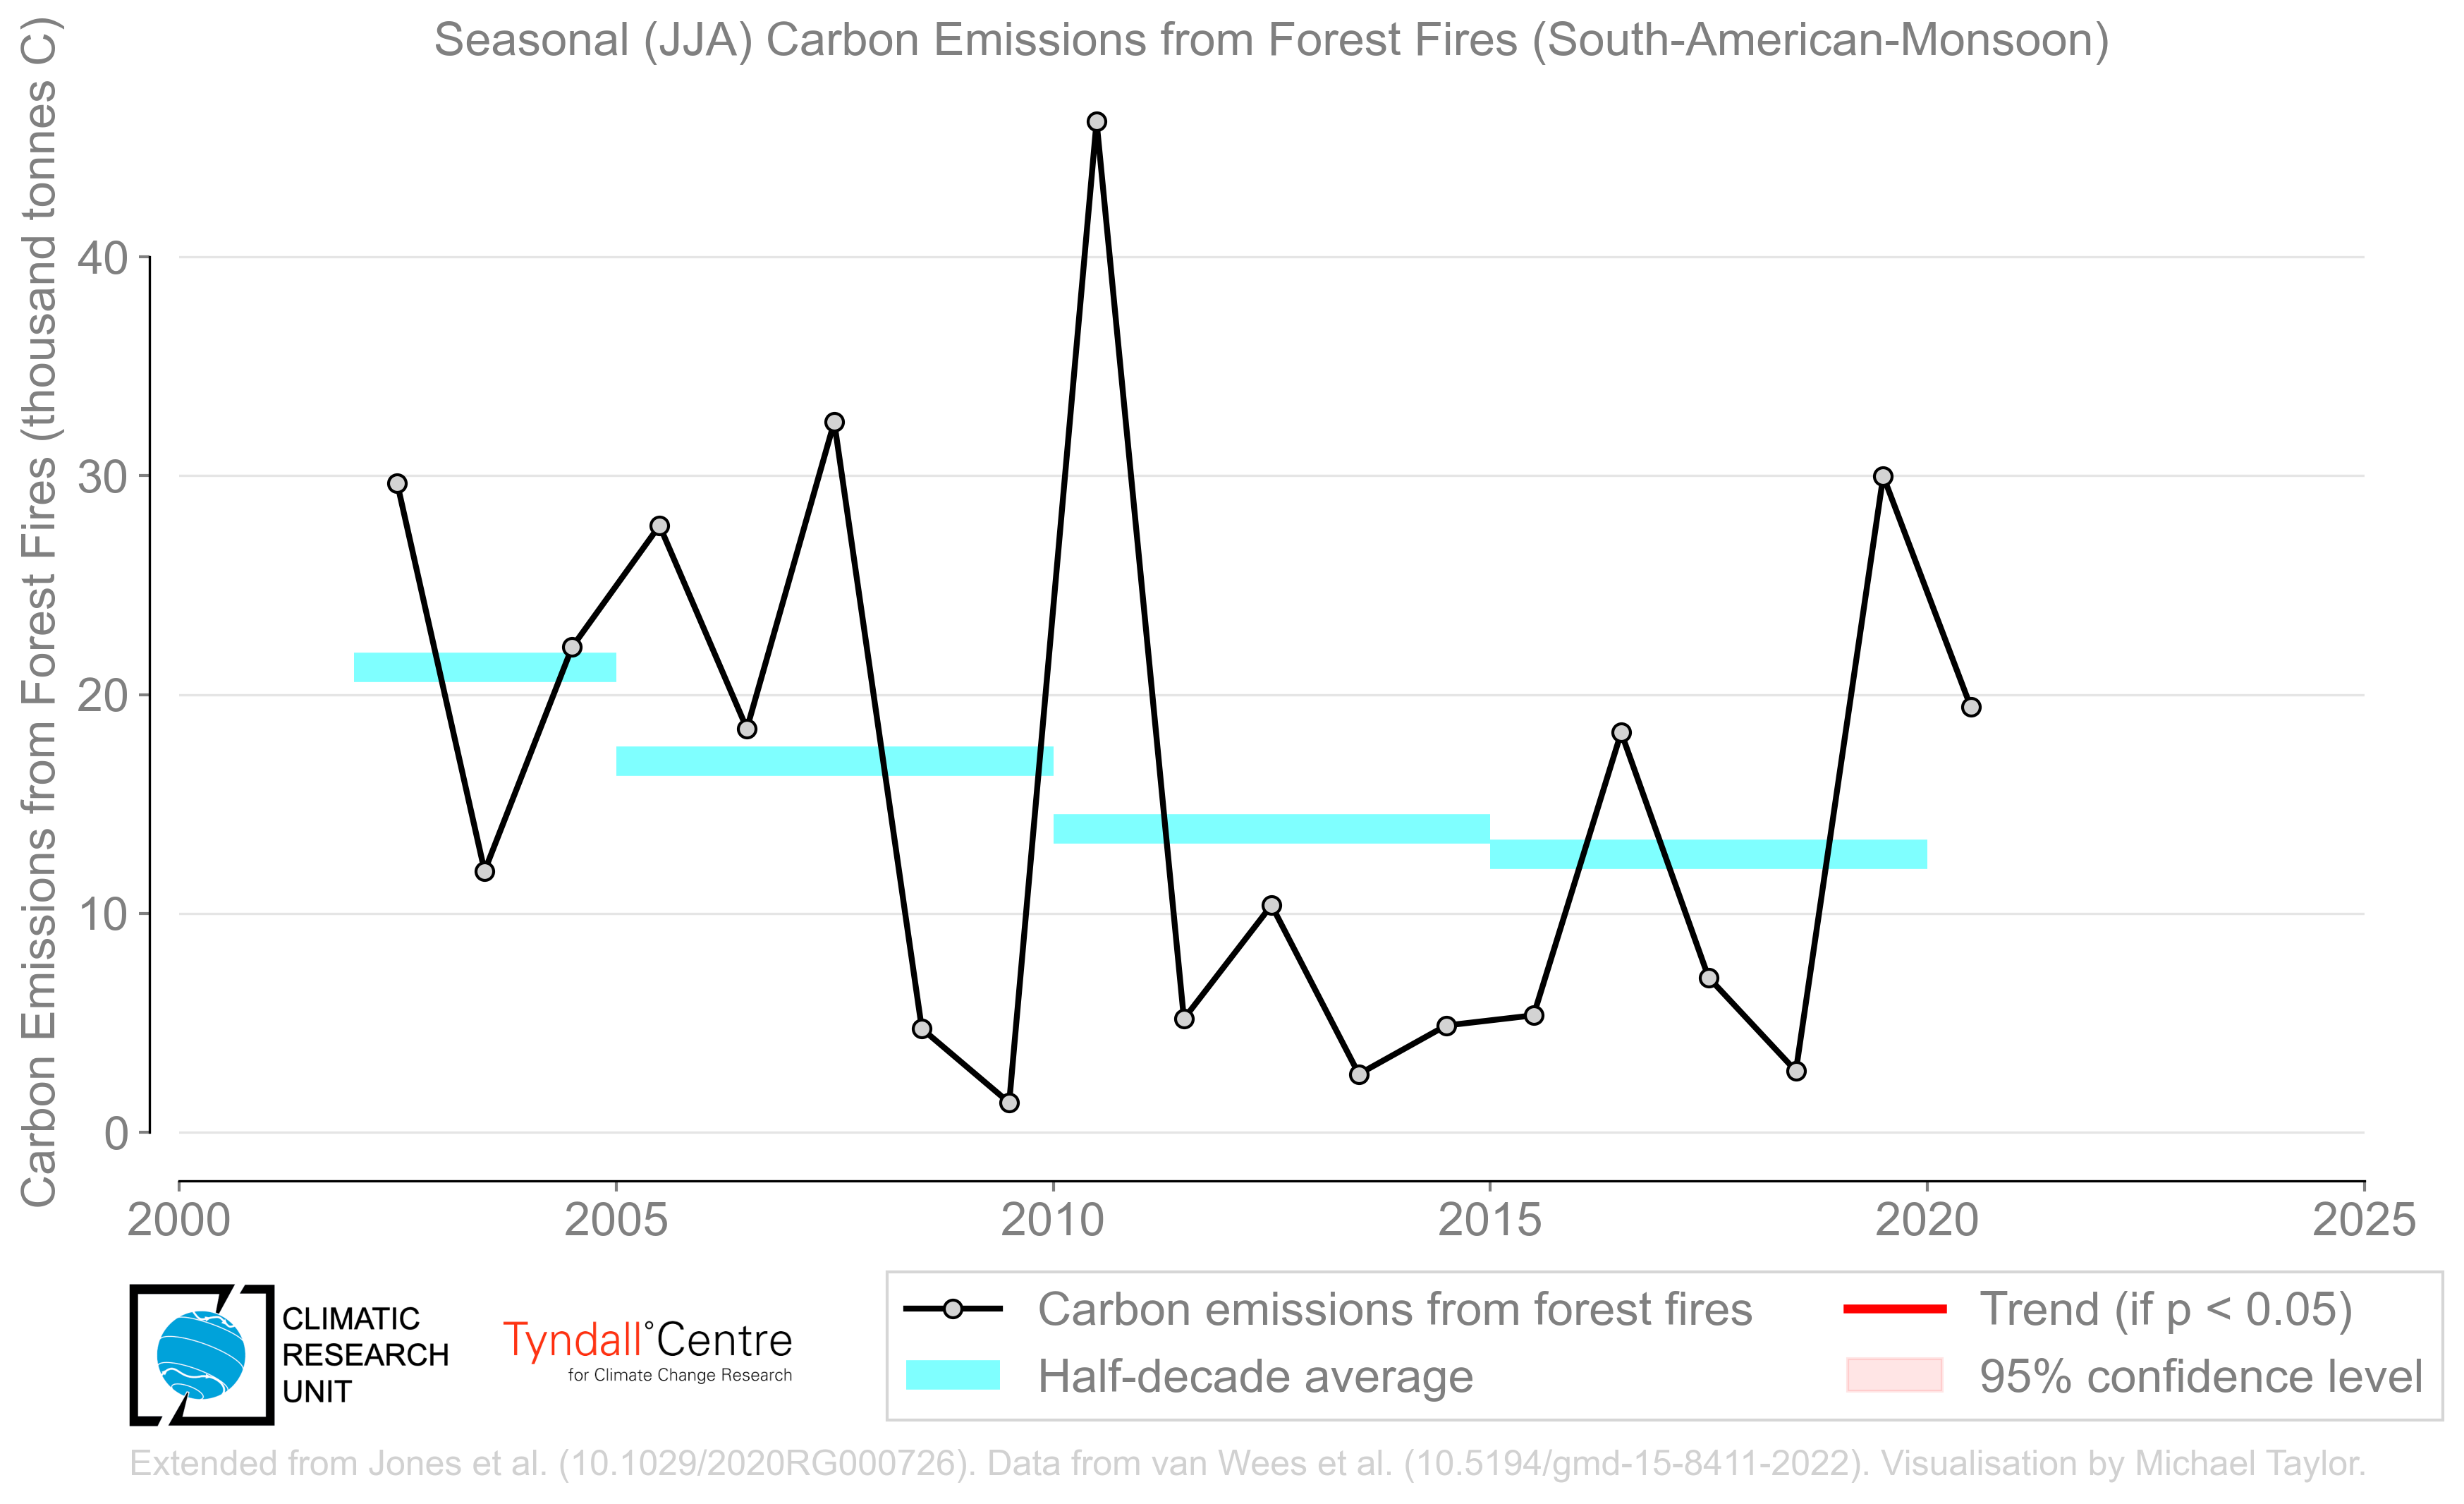 Seasonal (JJA) Carbon Emissions from Forest Fires (South-American-Monsoon)
Carbon Emissions from Forest Fires (thousand tonnes C)
40
30
20
10
0
2000 2005 2010 2015 2020 2025
CLIMATIC
RESEARCH
UNIT
Tyndall°Centre
for Climate Change Research
Carbon emissions from forest fires
Half-decade average
Trend (if p < 0.05)
95% confidence level
Extended from Jones et al. (10.1029/2020RG000726). Data from van Wees et al. (10.5194/gmd-15-8411-2022). Visualisation by Michael Taylor.